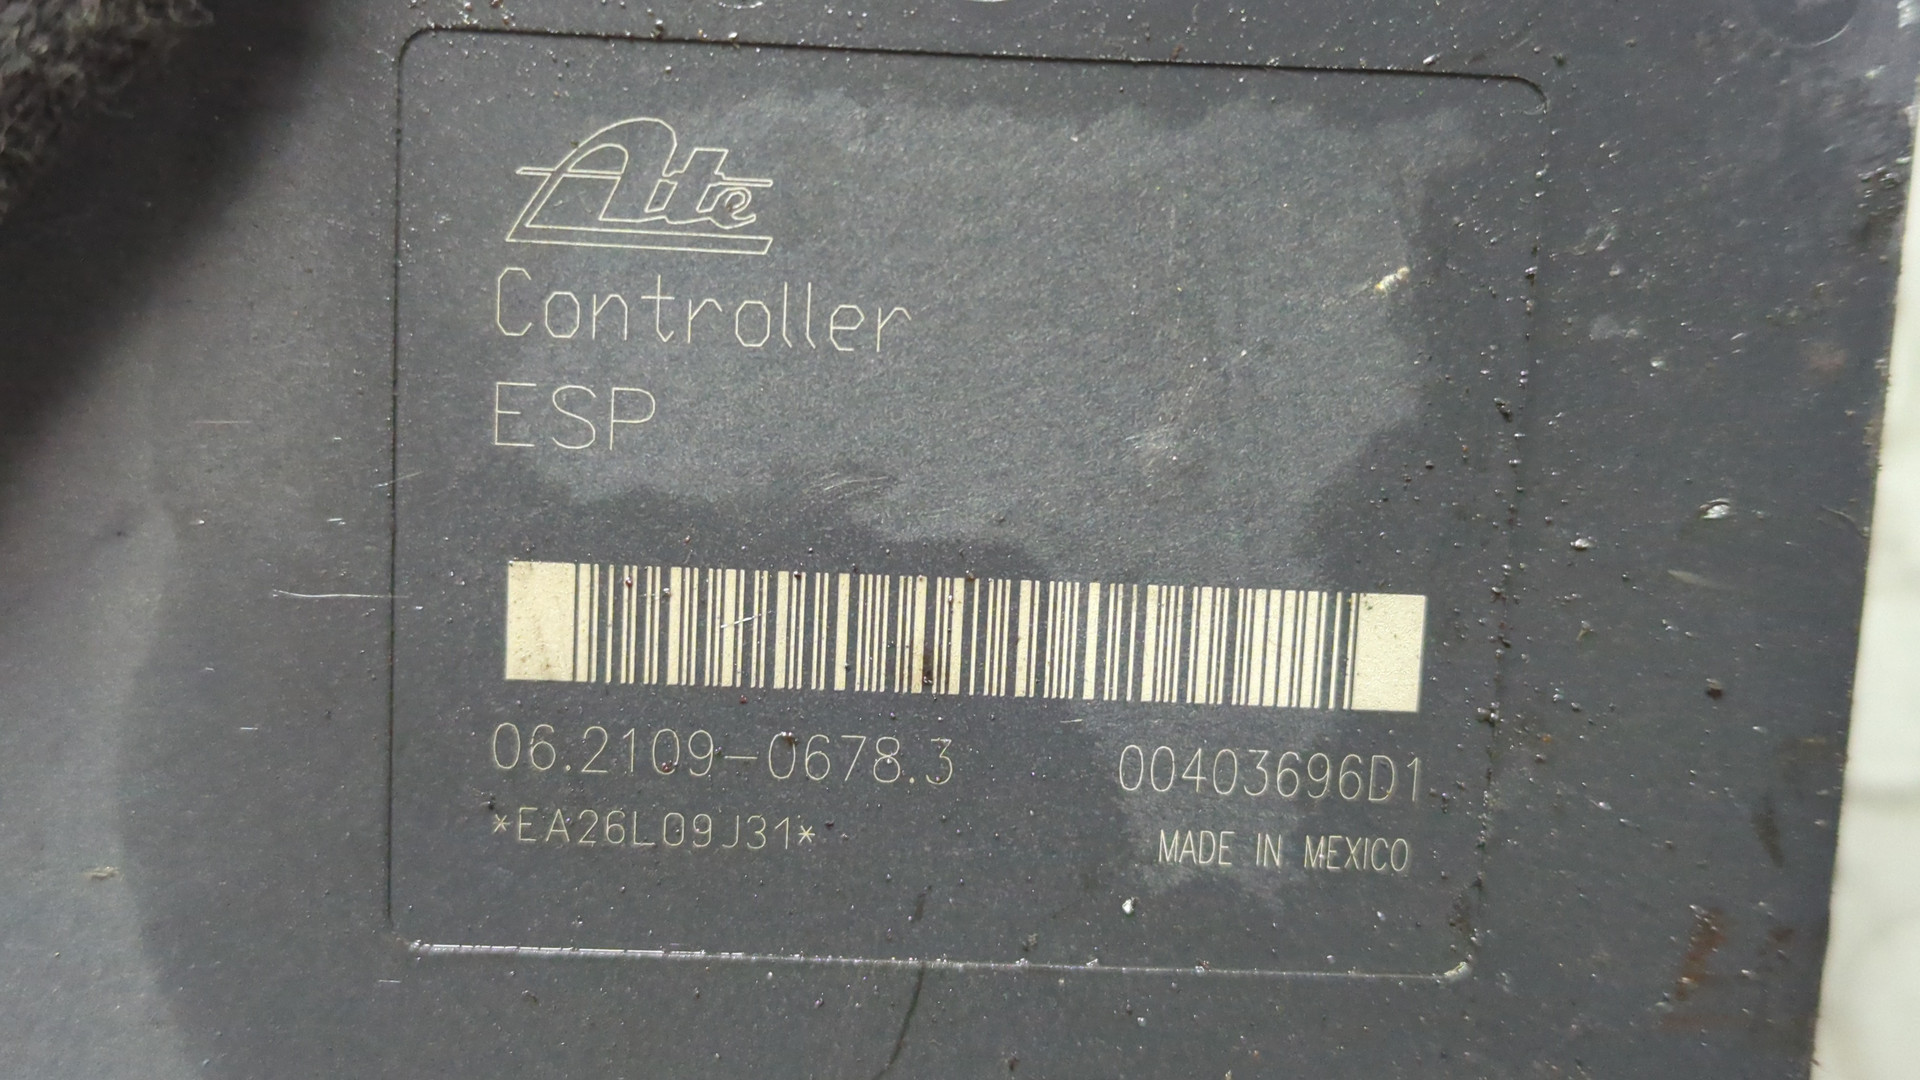 Ate
Controller
ESP
06.2109-0678.3 00403696D1
*EA26L09J31*
MADE IN MEXICO